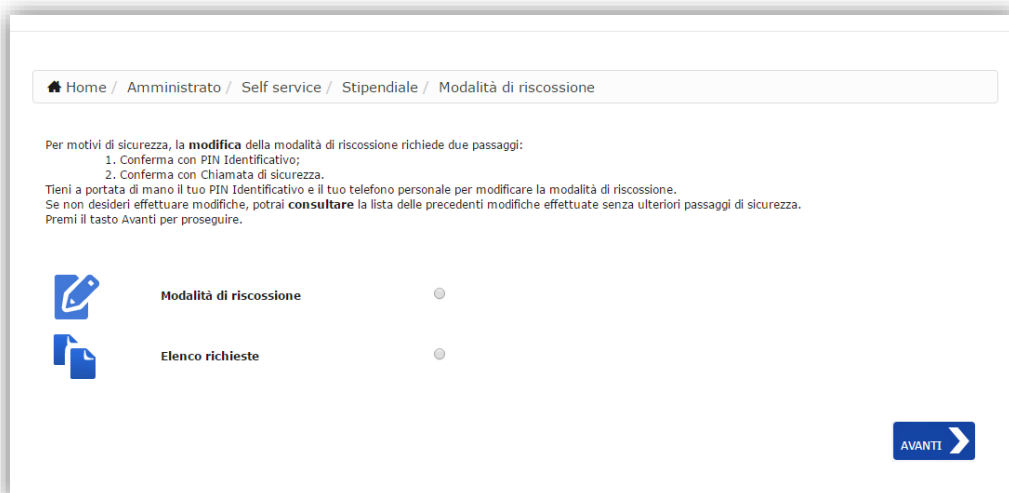 Home / Amministrato / Self service / Stipendiale / Modalità di riscossione
Per motivi di sicurezza, la modifica della modalità di riscossione richiede due passaggi:
1. Conferma con PIN Identificativo;
2. Conferma con Chiamata di sicurezza.
Tieni a portata di mano il tuo PIN Identificativo e il tuo telefono personale per modificare la modalità di riscossione.
Se non desideri effettuare modifiche, potrai consultare la lista delle precedenti modifiche effettuate senza ulteriori passaggi di sicurezza.
Premi il tasto Avanti per proseguire.
Modalità di riscossione
Elenco richieste
AVANTI